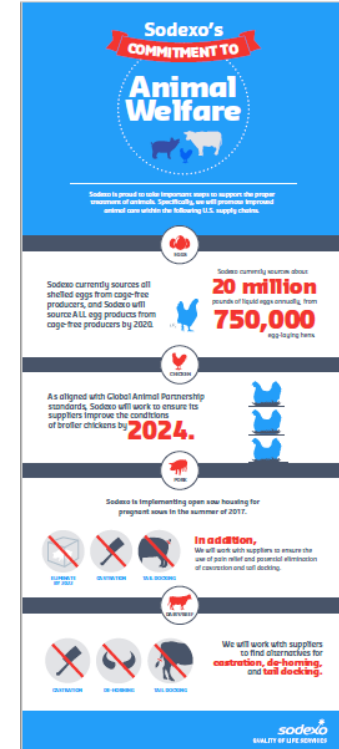 Sodexo's
COMMITMENT TO
Animal
Welfare
Sodexo is proud to take important steps to support the proper
treatment of animals. Specifically, we will promote improved
animal care within the following U.S. supply chains.
EGGS
Sodexo currently sources all
shelled eggs from cage-free
producers, and Sodexo will
source ALL egg products from
cage-free producers by 2020.
Sodexo currently sources about
20 million
pounds of liquid eggs annually, from
750,000
egg-laying hens
CHICKEN
As aligned with Global Animal Partnership
standards, Sodexo will work to ensure its
suppliers improve the conditions
of broiler chickens by 2024.
PORK
Sodexo is implementing open sow housing for
pregnant sows in the summer of 2017.
ELIMINATE
BY 2022
CASTRATION
TAIL DOCKING
In addition,
We will work with suppliers to ensure the
use of pain relief and potential elimination
of castration and tail docking.
DAIRY/BEEF
CASTRATION
DE-HORNING
TAIL DOCKING
We will work with suppliers
to find alternatives for
castration, de-horning,
and tail docking.
sodexo
QUALITY OF LIFE SERVICES